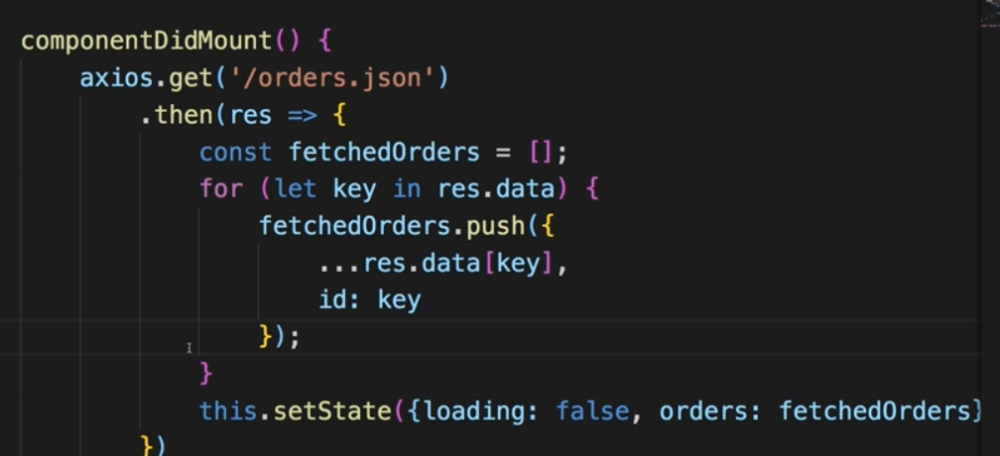 componentDidMount() {
axios.get('/orders.json')
.then(res => {
const fetchedOrders = [];
for (let key in res.data) {
fetchedOrders.push({
...res.data[key],
id: key
});
}
this.setState({loading: false, orders: fetchedOrders}
})